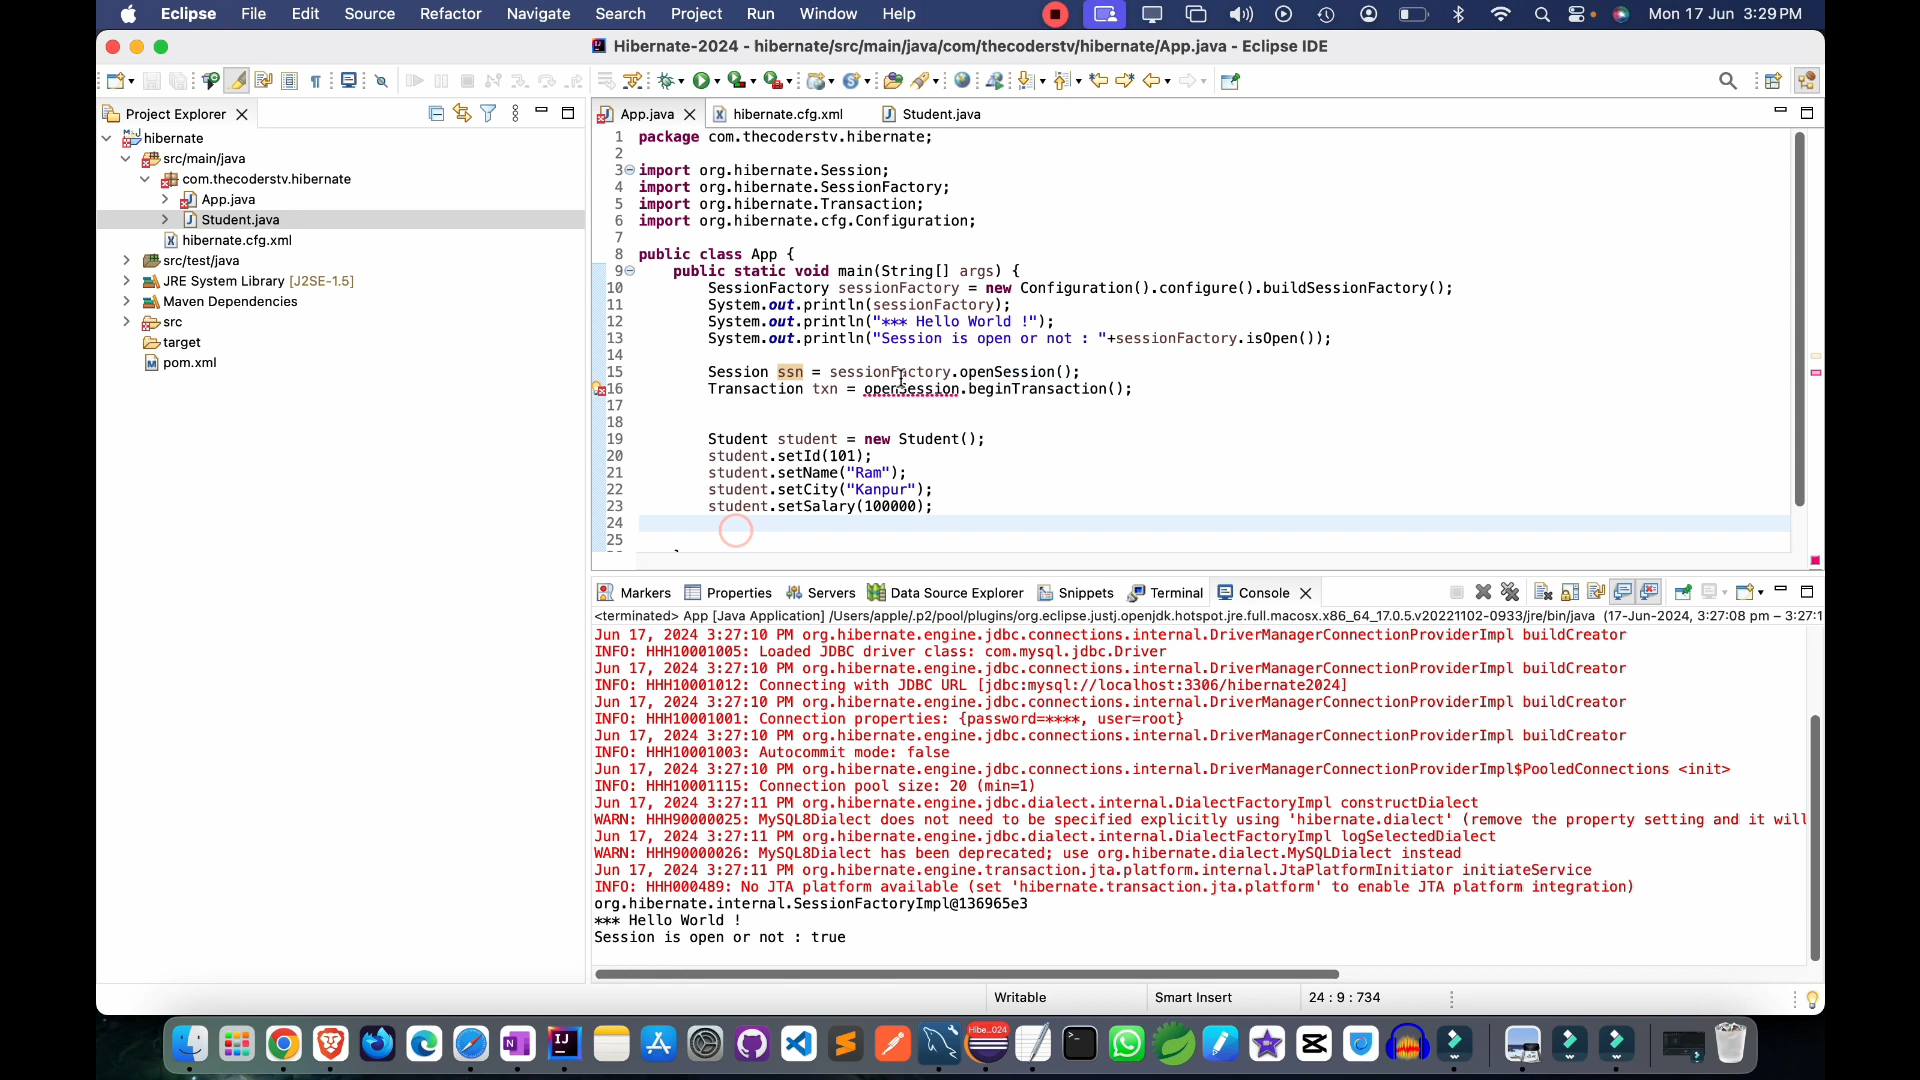 Eclipse File Edit Source Refactor Navigate Search Project Run Window Help Mon 17 Jun 3:29 PM
Hibernate-2024 - hibernate/src/main/java/com/thecoderstv/hibernate/App.java - Eclipse IDE
Project Explorer
hibernate
src/main/java
com.thecoderstv.hibernate
App.java
Student.java
hibernate.cfg.xml
src/test/java
JRE System Library [J2SE-1.5]
Maven Dependencies
src
target
pom.xml
App.java hibernate.cfg.xml Student.java
1 package com.thecoderstv.hibernate;
2
3 import org.hibernate.Session;
4 import org.hibernate.SessionFactory;
5 import org.hibernate.Transaction;
6 import org.hibernate.cfg.Configuration;
7
8 public class App {
9 public static void main(String[] args) {
10 SessionFactory sessionFactory = new Configuration().configure().buildSessionFactory();
11 System.out.println(sessionFactory);
12 System.out.println("*** Hello World !");
13 System.out.println("Session is open or not : "+sessionFactory.isOpen());
14
15 Session ssn = sessionFactory.openSession();
16 Transaction txn = openSession.beginTransaction();
17
18
19 Student student = new Student();
20 student.setId(101);
21 student.setName("Ram");
22 student.setCity("Kanpur");
23 student.setSalary(100000);
24
25
Markers Properties Servers Data Source Explorer Snippets Terminal Console
<terminated> App [Java Application] /Users/apple/.p2/pool/plugins/org.eclipse.justj.openjdk.hotspot.jre.full.macosx.x86_64_17.0.5.v20221102-0933/jre/bin/java (17-Jun-2024, 3:27:08 pm – 3:27:1
Jun 17, 2024 3:27:10 PM org.hibernate.engine.jdbc.connections.internal.DriverManagerConnectionProviderImpl buildCreator
INFO: HHH10001005: Loaded JDBC driver class: com.mysql.jdbc.Driver
Jun 17, 2024 3:27:10 PM org.hibernate.engine.jdbc.connections.internal.DriverManagerConnectionProviderImpl buildCreator
INFO: HHH10001012: Connecting with JDBC URL [jdbc:mysql://localhost:3306/hibernate2024]
Jun 17, 2024 3:27:10 PM org.hibernate.engine.jdbc.connections.internal.DriverManagerConnectionProviderImpl buildCreator
INFO: HHH10001001: Connection properties: {password=****, user=root}
Jun 17, 2024 3:27:10 PM org.hibernate.engine.jdbc.connections.internal.DriverManagerConnectionProviderImpl buildCreator
INFO: HHH10001003: Autocommit mode: false
Jun 17, 2024 3:27:10 PM org.hibernate.engine.jdbc.connections.internal.DriverManagerConnectionProviderImpl$PooledConnections <init>
INFO: HHH10001115: Connection pool size: 20 (min=1)
Jun 17, 2024 3:27:11 PM org.hibernate.engine.jdbc.dialect.internal.DialectFactoryImpl constructDialect
WARN: HHH90000025: MySQL8Dialect does not need to be specified explicitly using 'hibernate.dialect' (remove the property setting and it will
Jun 17, 2024 3:27:11 PM org.hibernate.engine.jdbc.dialect.internal.DialectFactoryImpl logSelectedDialect
WARN: HHH90000026: MySQL8Dialect has been deprecated; use org.hibernate.dialect.MySQLDialect instead
Jun 17, 2024 3:27:11 PM org.hibernate.engine.transaction.jta.platform.internal.JtaPlatformInitiator initiateService
INFO: HHH000489: No JTA platform available (set 'hibernate.transaction.jta.platform' to enable JTA platform integration)
org.hibernate.internal.SessionFactoryImpl@136965e3
*** Hello World !
Session is open or not : true
Writable Smart Insert 24 : 9 : 734
Hibe...024